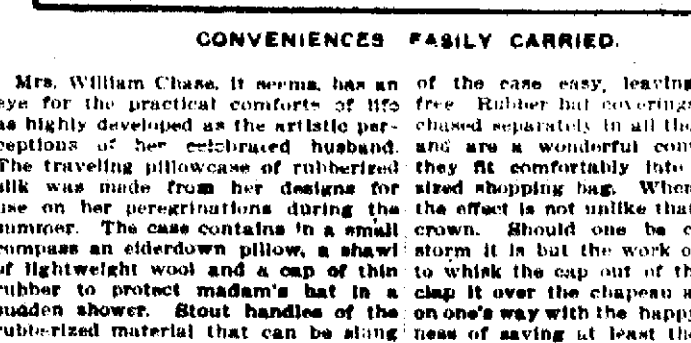 CONVENIENCES EASILY CARRIED.
Mrs. William Chase, it seems, has an
eye for the practical comforts of life
as highly developed as the artistic per-
ceptions of her celebrated husband.
The traveling pillowcase of rubberized
silk was made from her designs for
use on her peregrinations during the
summer. The case contains in a small
compass an eiderdown pillow, a shawl
of lightweight wool and a cap of thin
rubber to protect madam's hat in a
sudden shower. Stout handles of the
rubberized material that can be slung
of the case easy, leaving
free. Rubber hat coverings
chased separately in all the
and are a wonderful con
they fit comfortably into
sized shopping bag. When
the effect is not unlike that
crown. Should one be c
storm it is but the work o
to whisk the cap out of th
clap it over the chapeau a
on one's way with the happy
ness of saving at least the